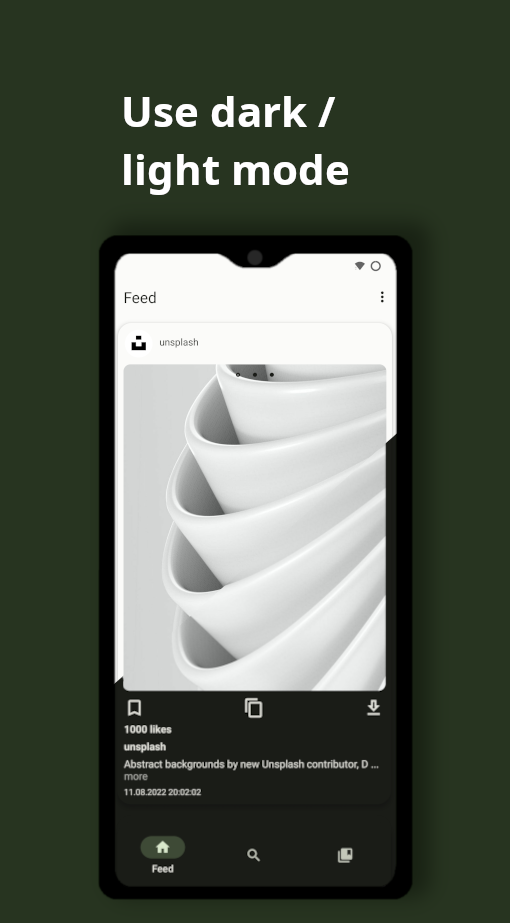 Use dark /
light mode
Feed
unsplash
1000 likes
unsplash
Abstract backgrounds by new Unsplash contributor, D ...
more
11.08.2022 20:02:02
Feed